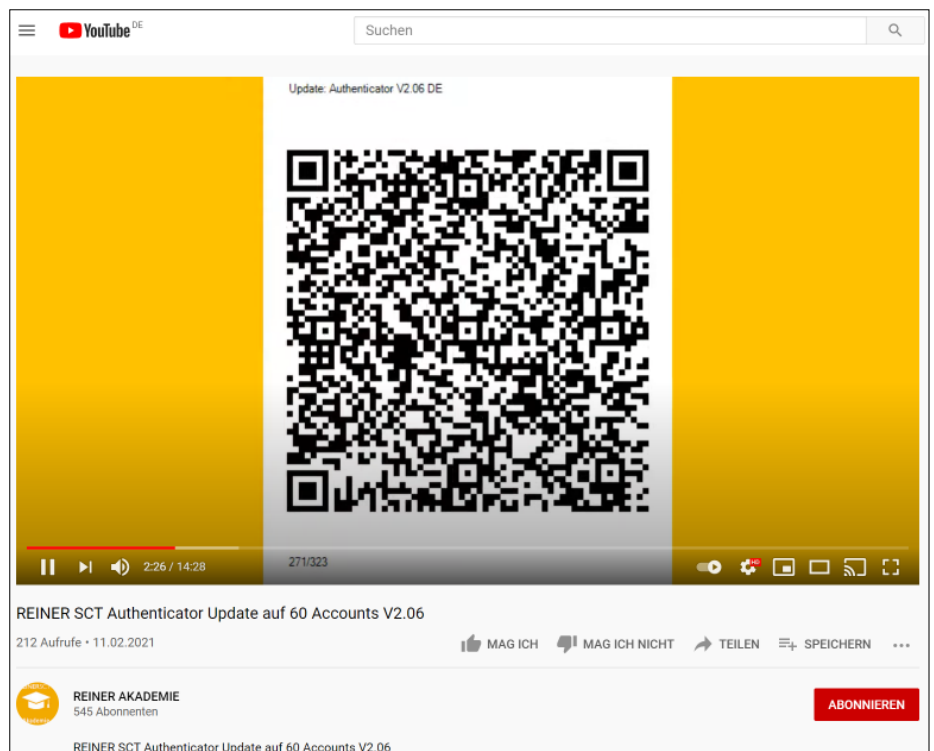 YouTube DE
Suchen
Update: Authenticator V2.06 DE
271/323
2:26 / 14:28
HD
REINER SCT Authenticator Update auf 60 Accounts V2.06
212 Aufrufe • 11.02.2021
MAG ICH
MAG ICH NICHT
TEILEN
SPEICHERN
REINER AKADEMIE
545 Abonnenten
ABONNIEREN
REINER SCT Authenticator Update auf 60 Accounts V2.06